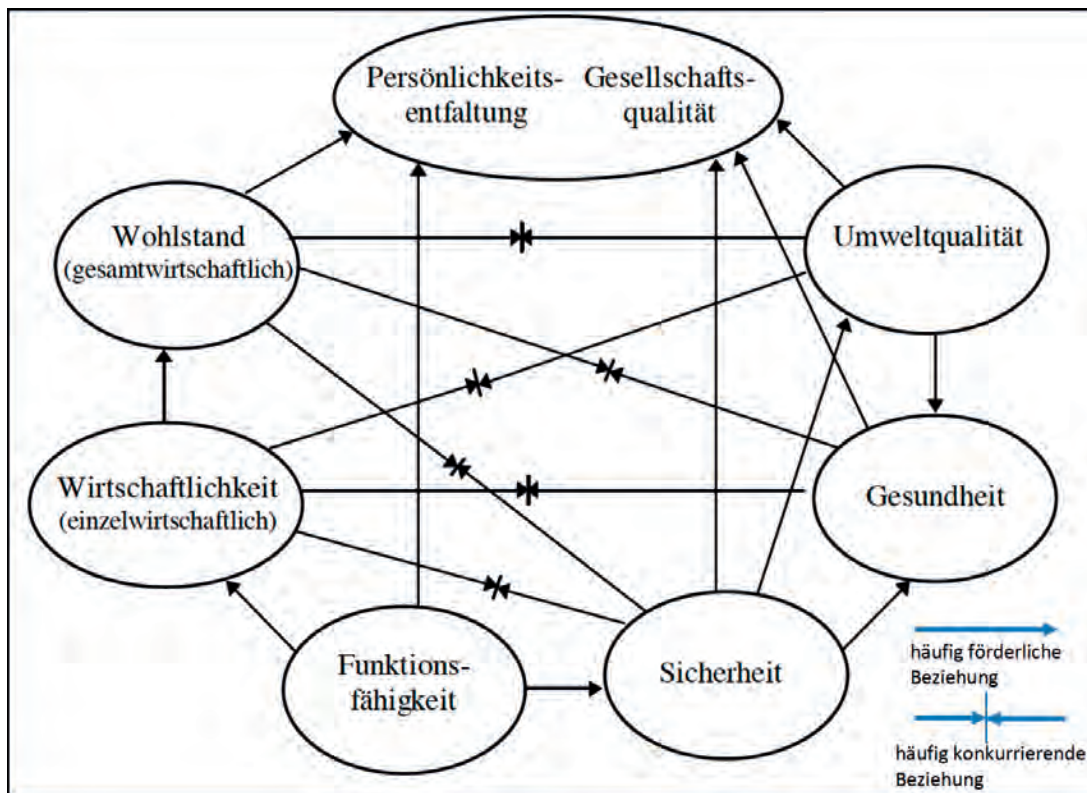 Persönlichkeits-
entfaltung
Gesellschafts-
qualität
Wohlstand
(gesamtwirtschaftlich)
Umweltqualität
Wirtschaftlichkeit
(einzelwirtschaftlich)
Gesundheit
Funktions-
fähigkeit
Sicherheit
häufig förderliche
Beziehung
häufig konkurrierende
Beziehung